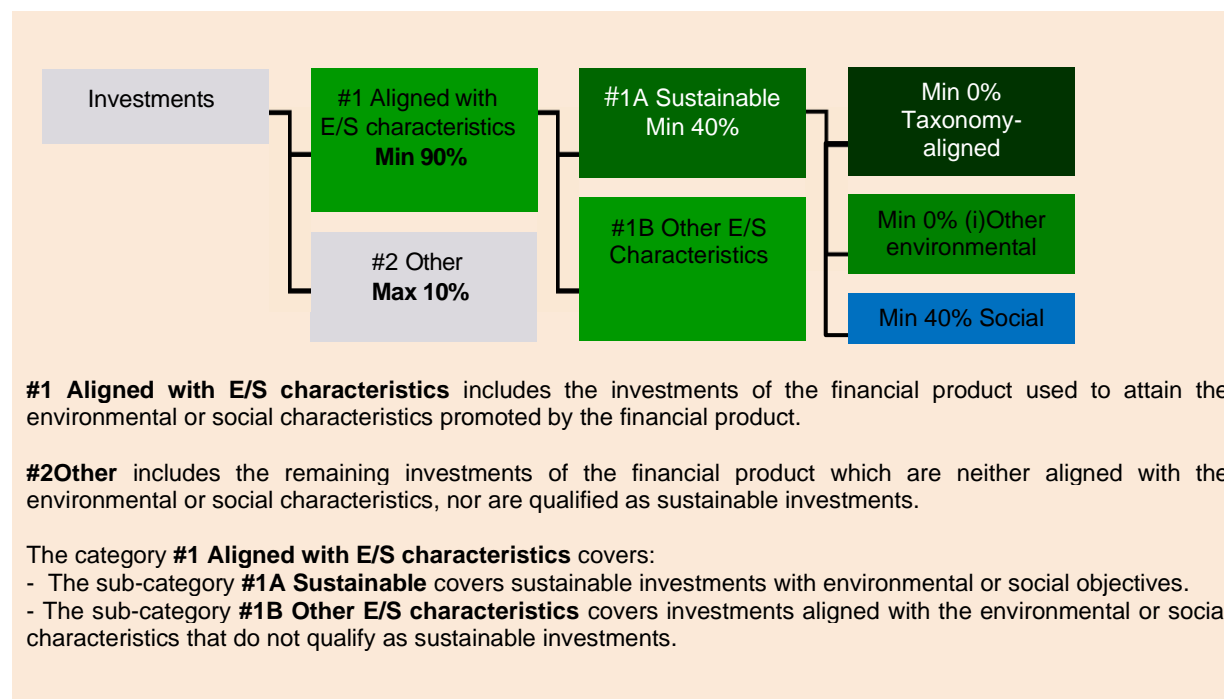 Investments
#1 Aligned with
E/S characteristics
Min 90%
#2 Other
Max 10%
#1A Sustainable
Min 40%
#1B Other E/S
Characteristics
Min 0%
Taxonomy-
aligned
Min 0% (i)Other
environmental
Min 40% Social
#1 Aligned with E/S characteristics includes the investments of the financial product used to attain the
environmental or social characteristics promoted by the financial product.
#2Other includes the remaining investments of the financial product which are neither aligned with the
environmental or social characteristics, nor are qualified as sustainable investments.
The category #1 Aligned with E/S characteristics covers:
- The sub-category #1A Sustainable covers sustainable investments with environmental or social objectives.
- The sub-category #1B Other E/S characteristics covers investments aligned with the environmental or social
characteristics that do not qualify as sustainable investments.